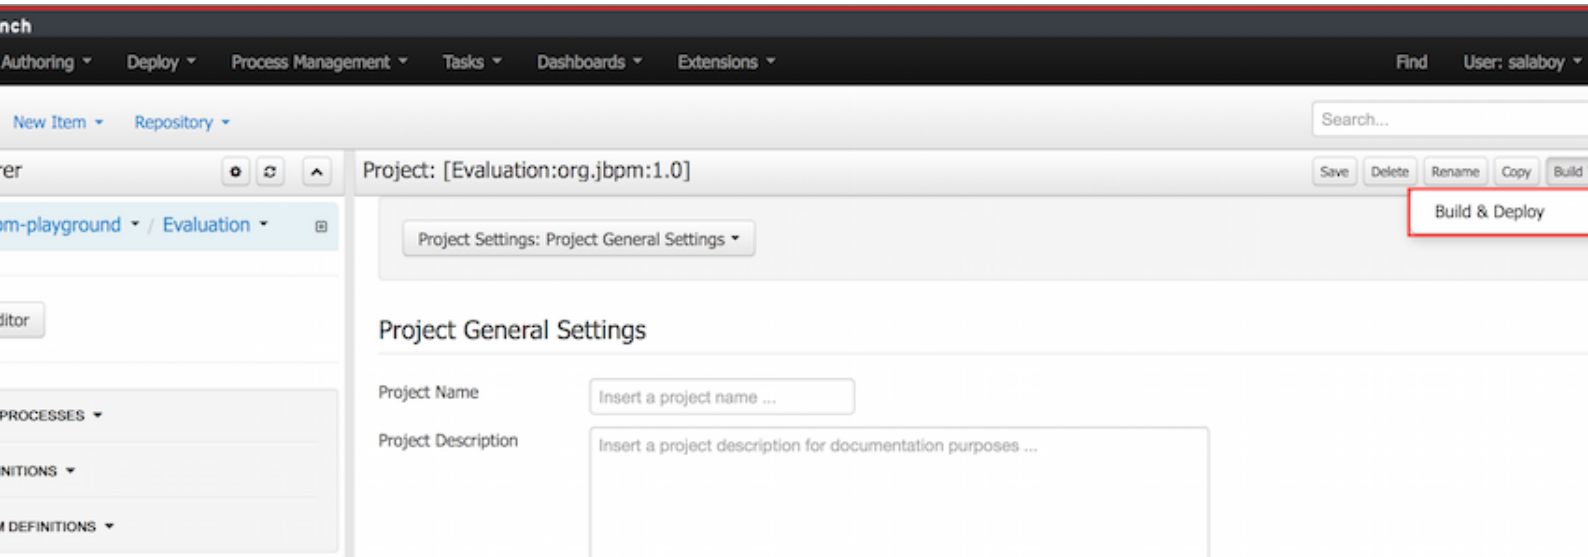 nch
Authoring Deploy Process Management Tasks Dashboards Extensions Find User: salaboy
New Item Repository Search...
rer Project: [Evaluation:org.jbpm:1.0] Save Delete Rename Copy Build
Build & Deploy
om-playground / Evaluation
Project Settings: Project General Settings
ditor
Project General Settings
Project Name Insert a project name ...
PROCESSES
Project Description Insert a project description for documentation purposes ...
INITIONS
M DEFINITIONS